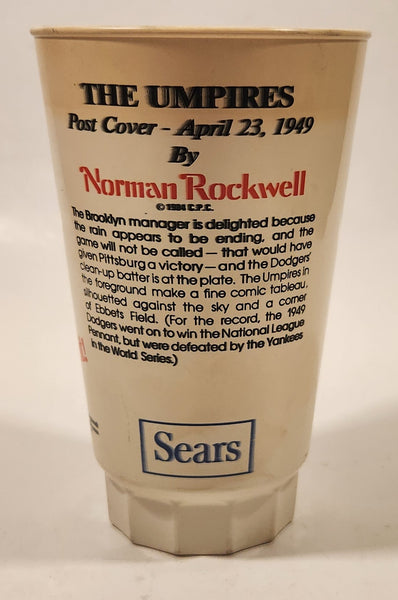 THE UMPIRES
Post Cover - April 23, 1949
By
Norman Rockwell
© 1984 C.P.C.
The Brooklyn manager is delighted because
the rain appears to be ending, and the
game will not be called — that would have
given Pittsburg a victory — and the Dodgers'
clean-up batter is at the plate. The Umpires in
the foreground make a fine comic tableau,
silhouetted against the sky and a corner
of Ebbets Field. (For the record, the 1949
Dodgers went on to win the National League
Pennant, but were defeated by the Yankees
in the World Series.)
Sears